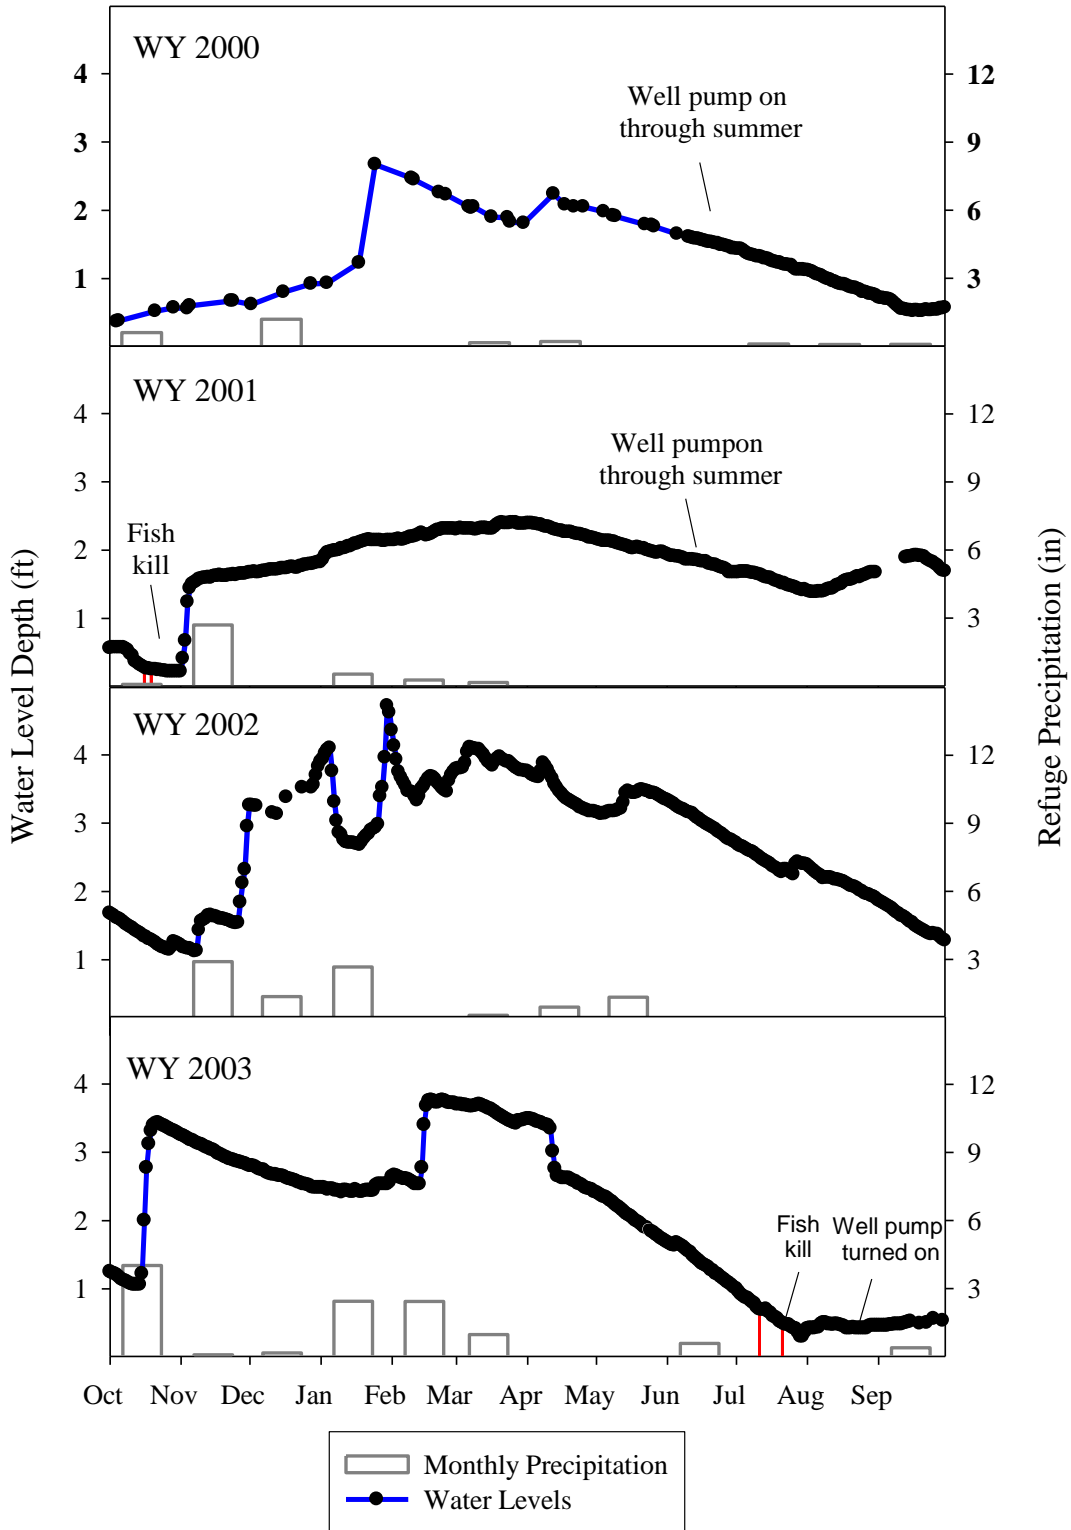 WY 2000
4
3
2
1
12
9
6
3
Well pump on
through summer
WY 2001
4
3
2
1
12
9
6
3
Well pumpon
through summer
Fish
kill
Water Level Depth (ft)
Refuge Precipitation (in)
WY 2002
4
3
2
1
12
9
6
3
WY 2003
4
3
2
1
12
9
6
3
Fish
kill
Well pump
turned on
Oct Nov Dec Jan Feb Mar Apr May Jun Jul Aug Sep
Monthly Precipitation
Water Levels